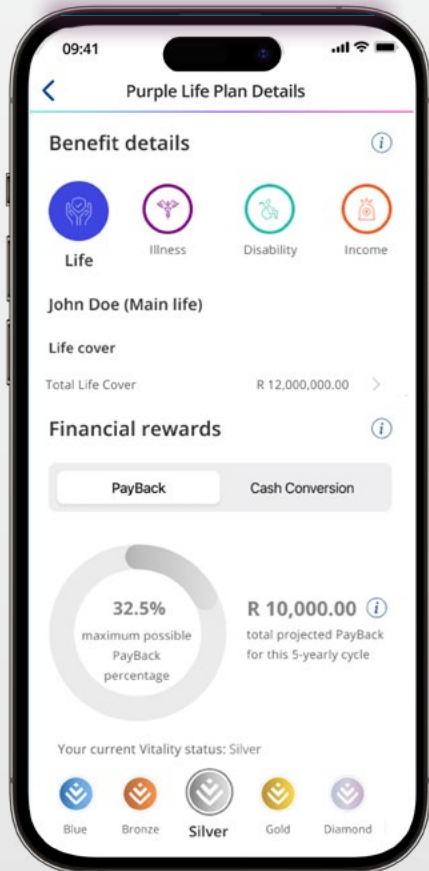 09:41
Purple Life Plan Details
Benefit details
Life
Illness
Disability
Income
John Doe (Main life)
Life cover
Total Life Cover R 12,000,000.00
Financial rewards
PayBack
Cash Conversion
32.5%
maximum possible
PayBack
percentage
R 10,000.00
total projected PayBack
for this 5-yearly cycle
Your current Vitality status: Silver
Blue
Bronze
Silver
Gold
Diamond